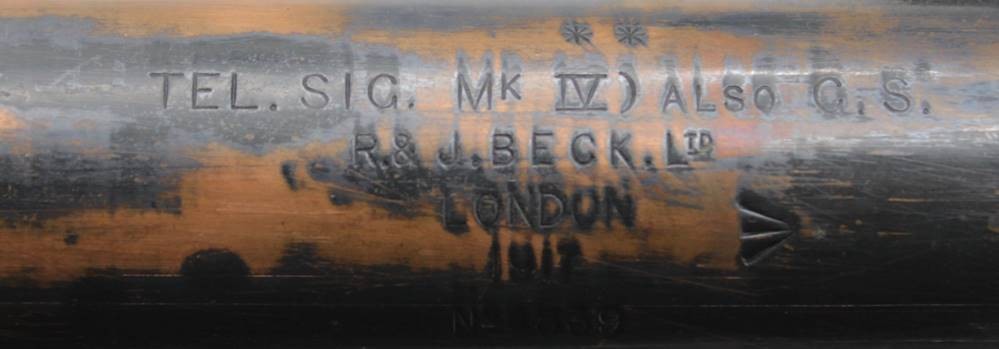 * *
TEL. SIG. MK IV) ALSO G.S.
R.& J. BECK. LTD
LONDON